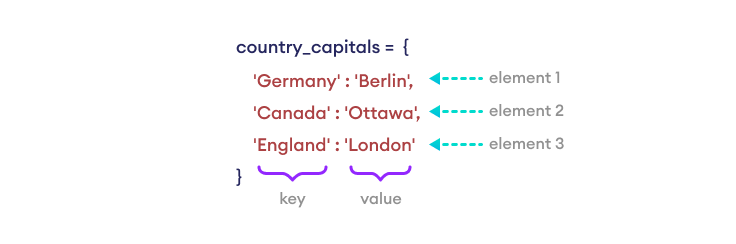 country_capitals = {
'Germany' : 'Berlin', element 1
'Canada' : 'Ottawa', element 2
'England' : 'London' element 3
}
key value